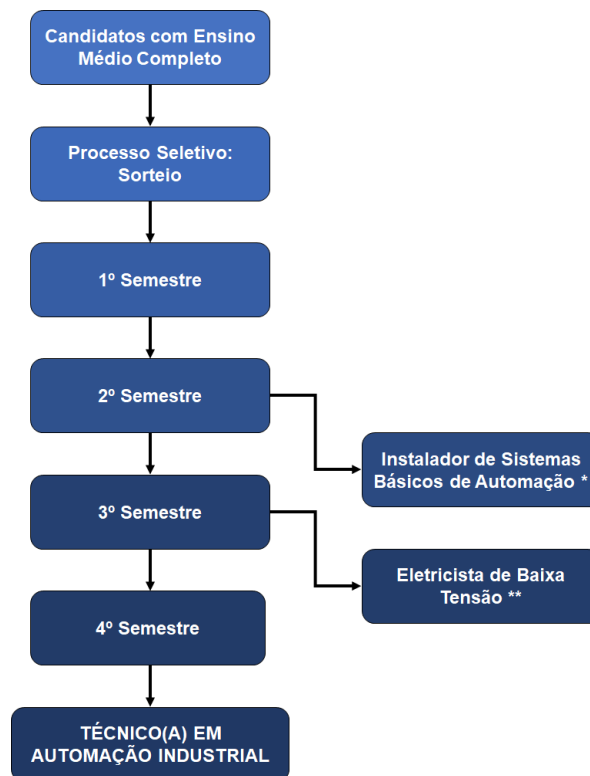 Candidatos com Ensino
Médio Completo
Processo Seletivo:
Sorteio
1º Semestre
2º Semestre
Instalador de Sistemas
Básicos de Automação *
3º Semestre
Eletricista de Baixa
Tensão **
4º Semestre
TÉCNICO(A) EM
AUTOMAÇÃO INDUSTRIAL